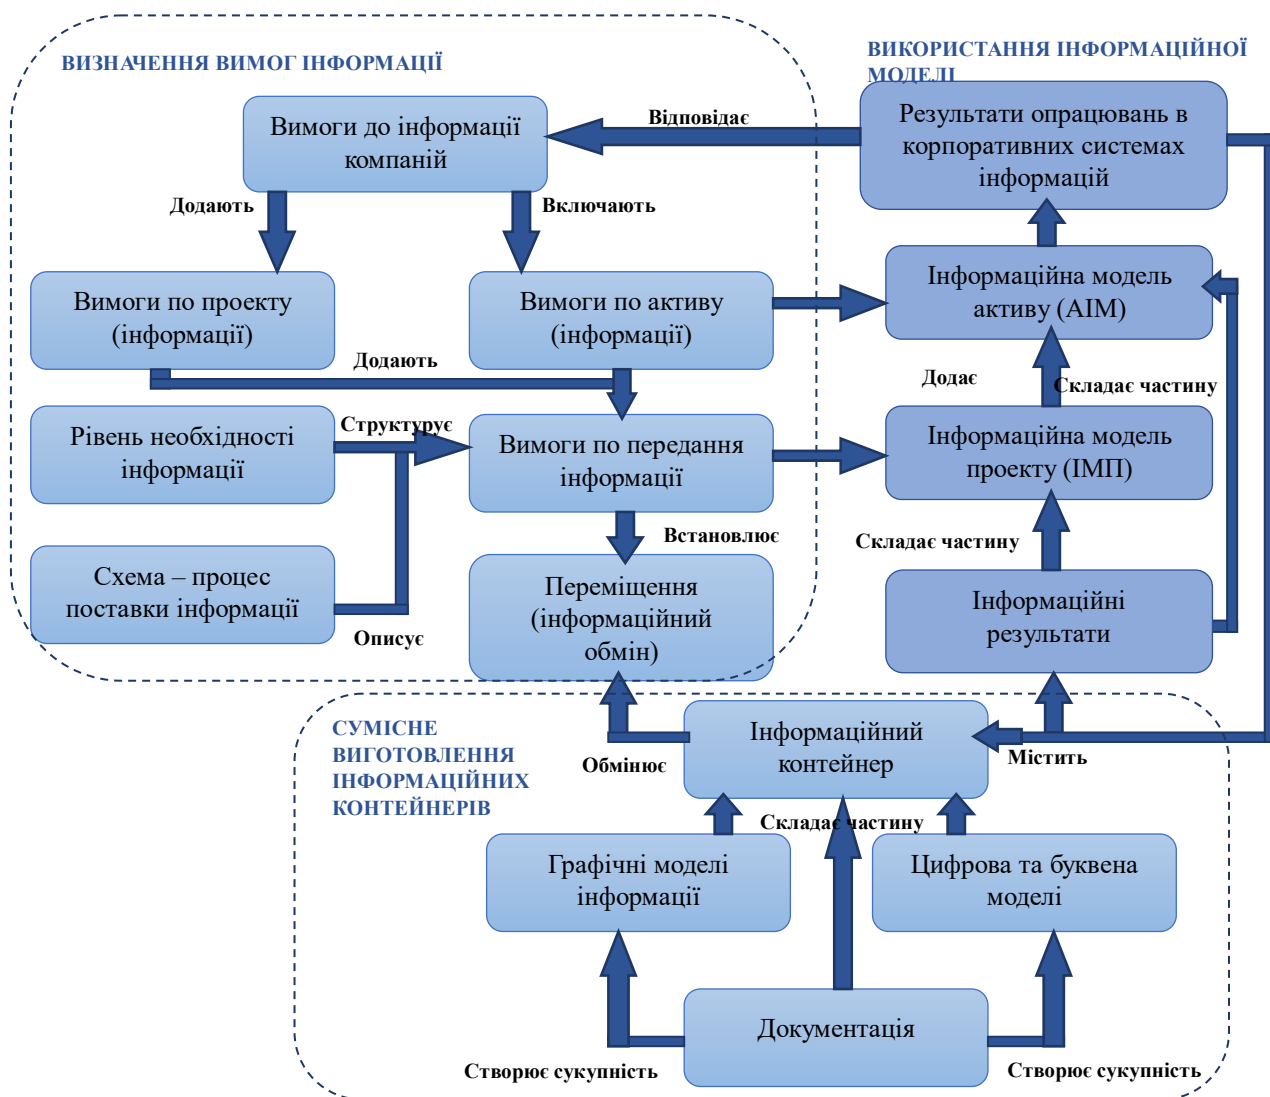 ВИЗНАЧЕННЯ ВИМОГ ІНФОРМАЦІЇ
ВИКОРИСТАННЯ ІНФОРМАЦІЙНОЇ
МОДЕЛІ
Вимоги до інформації
компаній
Відповідає
Результати опрацювань в
корпоративних системах
інформацій
Додають
Включають
Вимоги по проекту
(інформації)
Вимоги по активу
(інформації)
Інформаційна модель
активу (АІМ)
Додають
Додає
Складає частину
Рівень необхідності
інформації
Структурує
Вимоги по передання
інформації
Інформаційна модель
проекту (ІМП)
Встановлює
Складає частину
Схема – процес
поставки інформації
Описує
Переміщення
(інформаційний
обмін)
Інформаційні
результати
СУМІСНЕ
ВИГОТОВЛЕННЯ
ІНФОРМАЦІЙНИХ
КОНТЕЙНЕРІВ
Обмінює
Інформаційний
контейнер
Містить
Складає частину
Графічні моделі
інформації
Цифрова та буквена
моделі
Документація
Створює сукупність
Створює сукупність